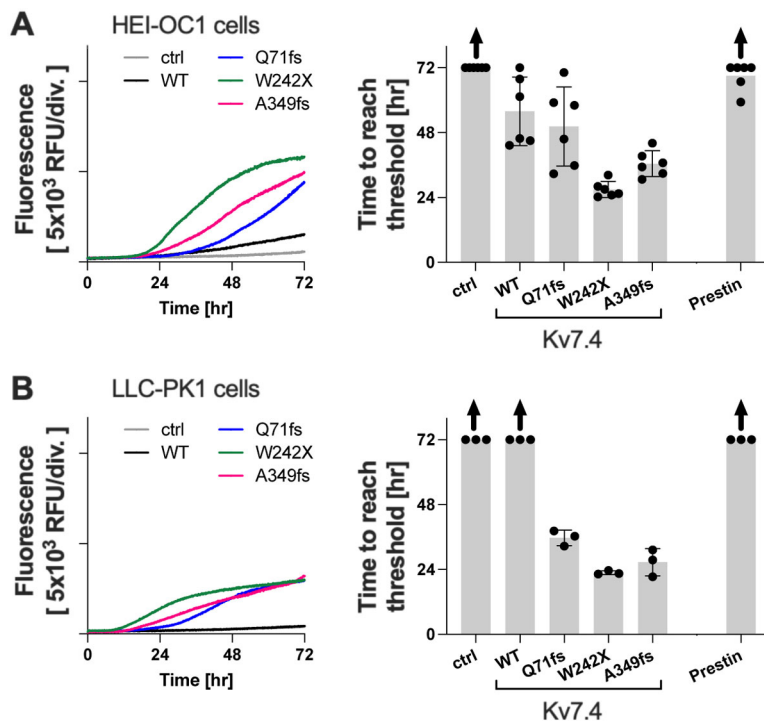 A
HEI-OC1 cells
ctrl
WT
Q71fs
W242X
A349fs
Fluorescence
[ 5x10³ RFU/div. ]
0
24
48
72
Time [hr]
Time to reach
threshold [hr]
72
48
24
0
ctrl
WT
Q71fs
W242X
A349fs
Prestin
Kv7.4
B
LLC-PK1 cells
ctrl
WT
Q71fs
W242X
A349fs
Fluorescence
[ 5x10³ RFU/div. ]
0
24
48
72
Time [hr]
Time to reach
threshold [hr]
72
48
24
0
ctrl
WT
Q71fs
W242X
A349fs
Prestin
Kv7.4